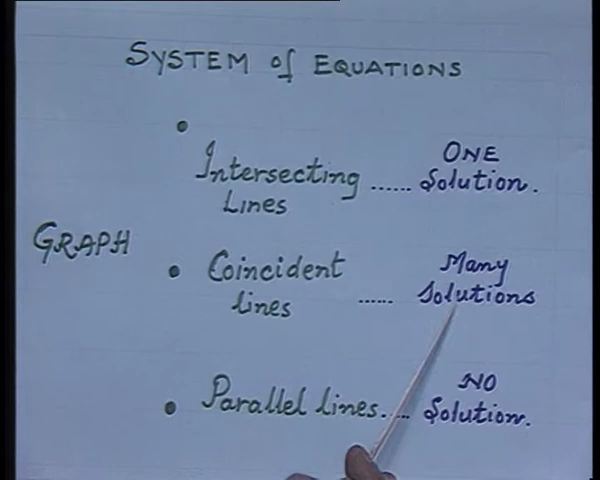 SYSTEM of EQUATIONS
• Intersecting Lines ...... ONE Solution.
GRAPH
• Coincident lines ...... Many Solutions
• Parallel lines..... NO Solution.